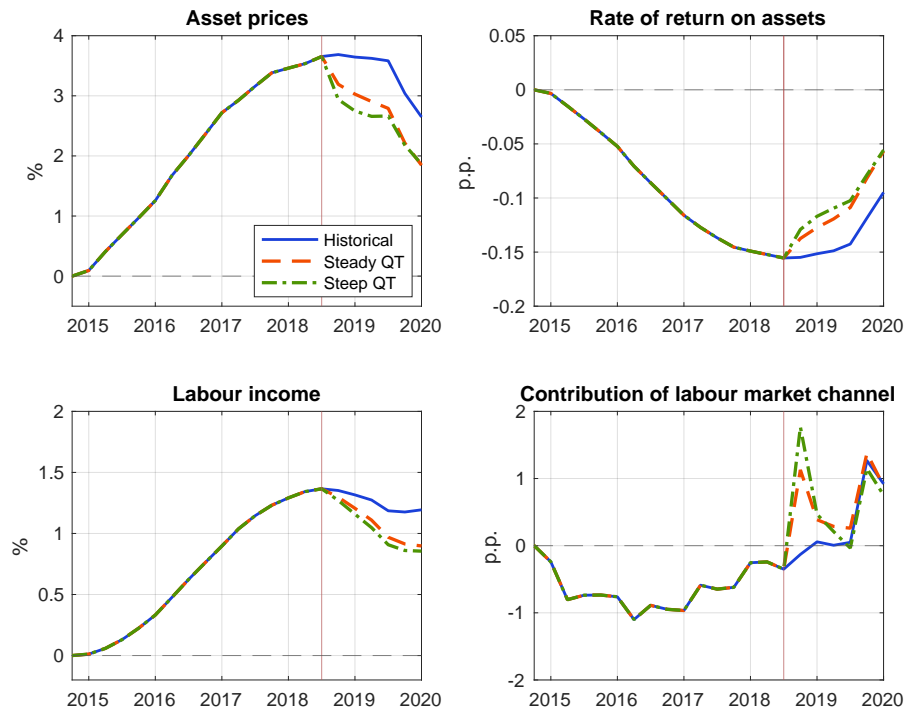 Asset prices
4
3
2
1
0
%
Historical
Steady QT
Steep QT
2015 2016 2017 2018 2019 2020
Rate of return on assets
0.05
0
-0.05
-0.1
-0.15
-0.2
p.p.
2015 2016 2017 2018 2019 2020
Labour income
2
1.5
1
0.5
0
%
2015 2016 2017 2018 2019 2020
Contribution of labour market channel
2
1
0
-1
-2
p.p.
2015 2016 2017 2018 2019 2020